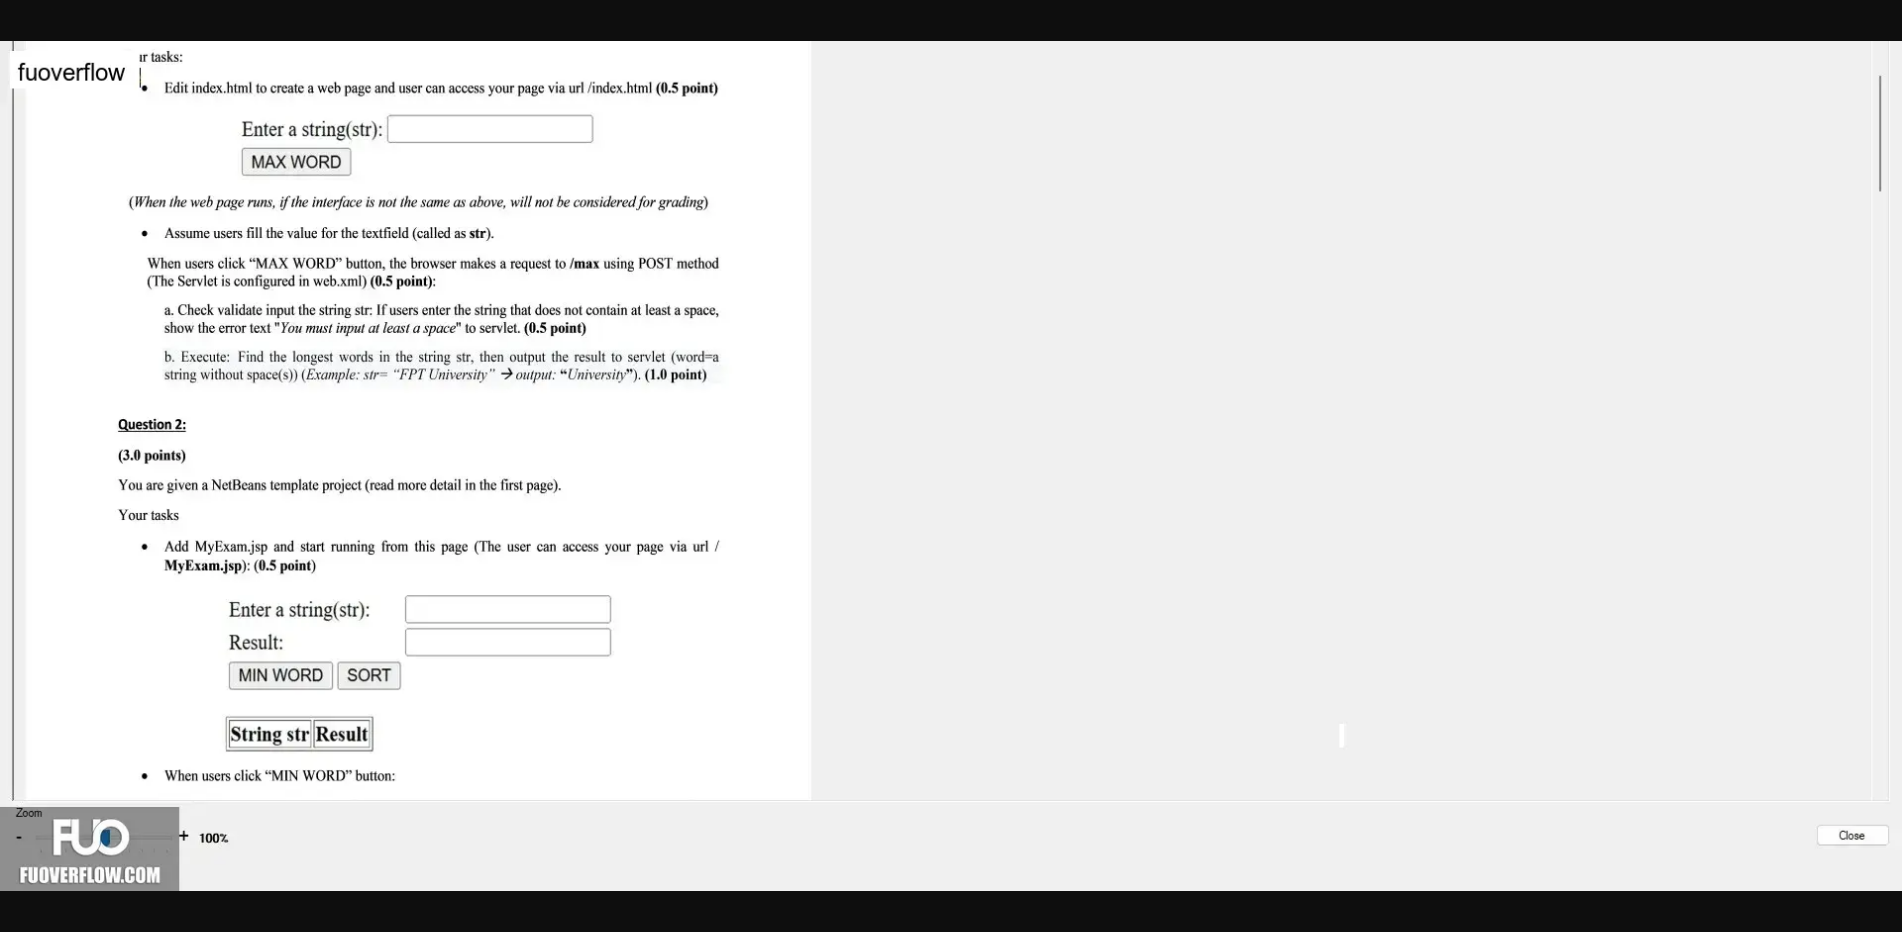 ir tasks:
fuoverflow
• Edit index.html to create a web page and user can access your page via url /index.html (0.5 point)
Enter a string(str):
MAX WORD
(When the web page runs, if the interface is not the same as above, will not be considered for grading)
• Assume users fill the value for the textfield (called as str).
When users click “MAX WORD” button, the browser makes a request to /max using POST method
(The Servlet is configured in web.xml) (0.5 point):
a. Check validate input the string str: If users enter the string that does not contain at least a space,
show the error text "You must input at least a space" to servlet. (0.5 point)
b. Execute: Find the longest words in the string str, then output the result to servlet (word=a
string without space(s)) (Example: str= “FPT University” → output: “University”). (1.0 point)
Question 2:
(3.0 points)
You are given a NetBeans template project (read more detail in the first page).
Your tasks
• Add MyExam.jsp and start running from this page (The user can access your page via url /
MyExam.jsp): (0.5 point)
Enter a string(str):
Result:
MIN WORD SORT
String str Result
• When users click “MIN WORD” button:
Zoom
- + 100%
Close
FUO
FUOVERFLOW.COM